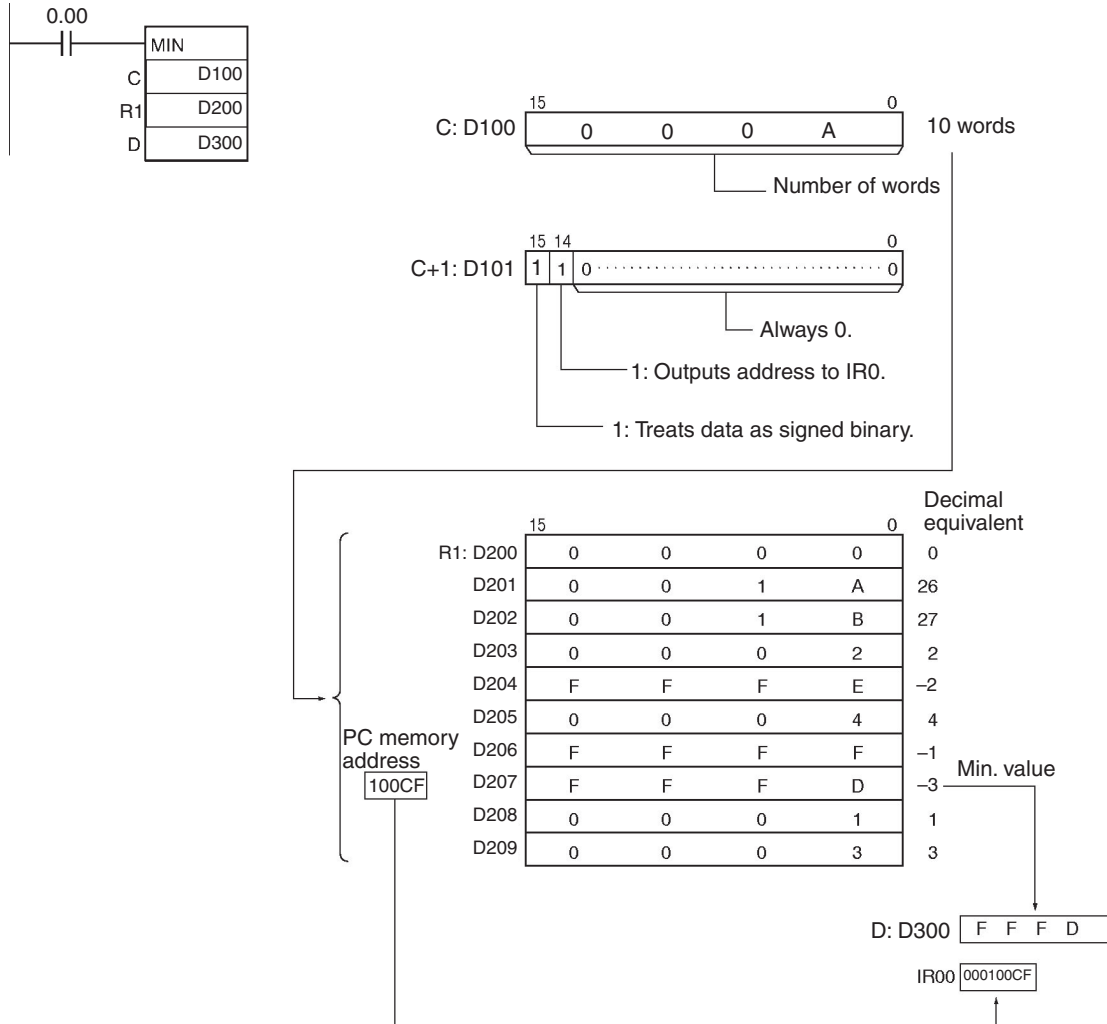 0.00
MIN
C D100
R1 D200
D D300
15 0
C: D100 0 0 0 A 10 words
Number of words
15 14 0
C+1: D101 1 1 0 0
Always 0.
1: Outputs address to IR0.
1: Treats data as signed binary.
Decimal
equivalent
15 0
R1: D200 0 0 0 0 0
D201 0 0 1 A 26
D202 0 0 1 B 27
D203 0 0 0 2 2
D204 F F F E –2
D205 0 0 0 4 4
PC memory
address
D206 F F F F –1
100CF
D207 F F F D –3
Min. value
D208 0 0 0 1 1
D209 0 0 0 3 3
D: D300 F F F D
IR00 000100CF